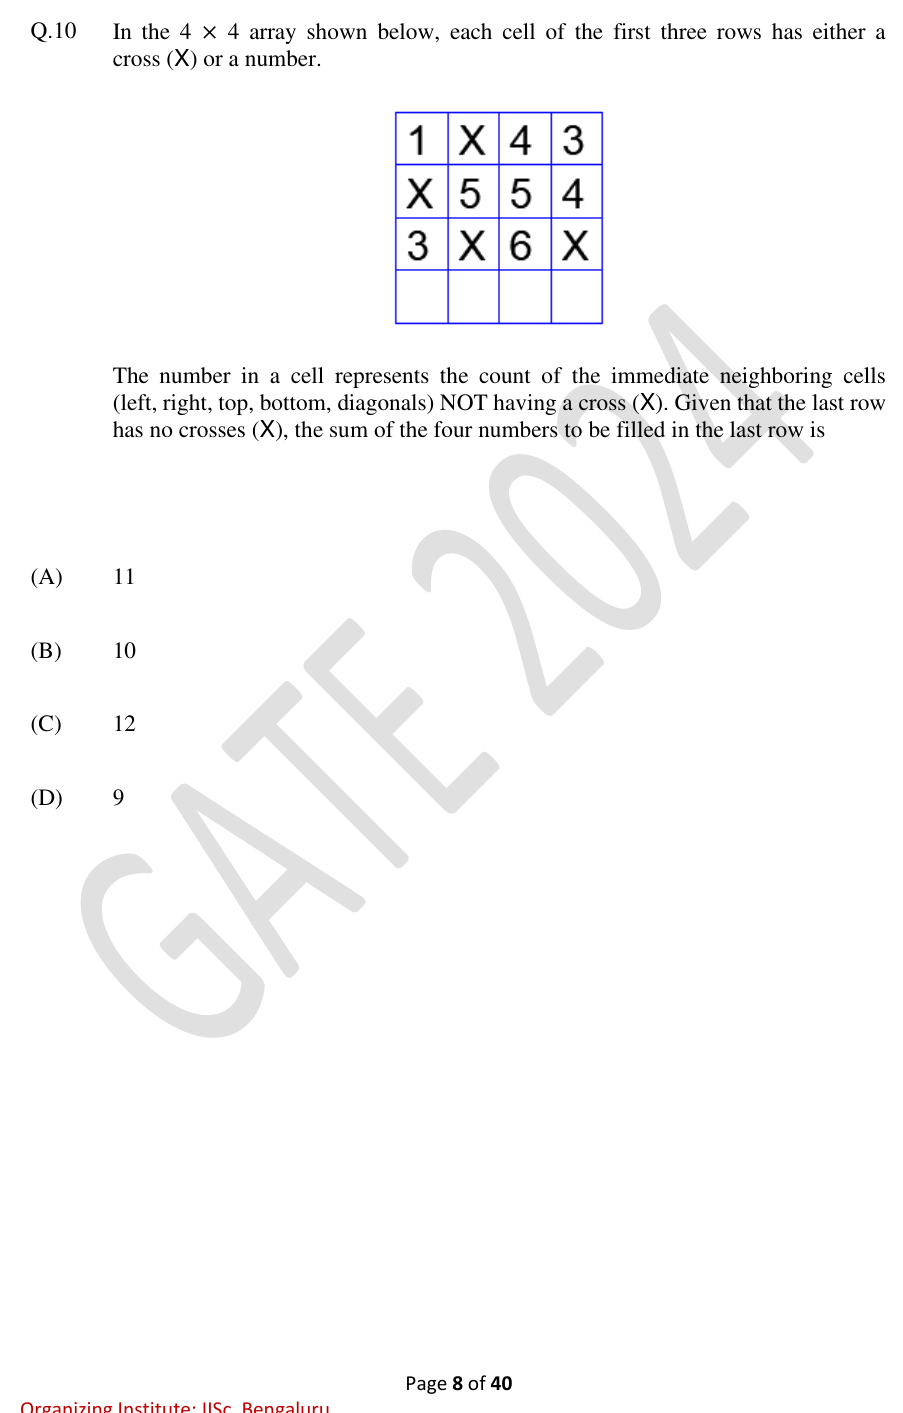 Q.10 In the 4 × 4 array shown below, each cell of the first three rows has either a
cross (X) or a number.
1 X 4 3
X 5 5 4
3 X 6 X
The number in a cell represents the count of the immediate neighboring cells
(left, right, top, bottom, diagonals) NOT having a cross (X). Given that the last row
has no crosses (X), the sum of the four numbers to be filled in the last row is
(A) 11
(B) 10
(C) 12
(D) 9
GATE 2024
Page 8 of 40
Organizing Institute: IISc, Bengaluru